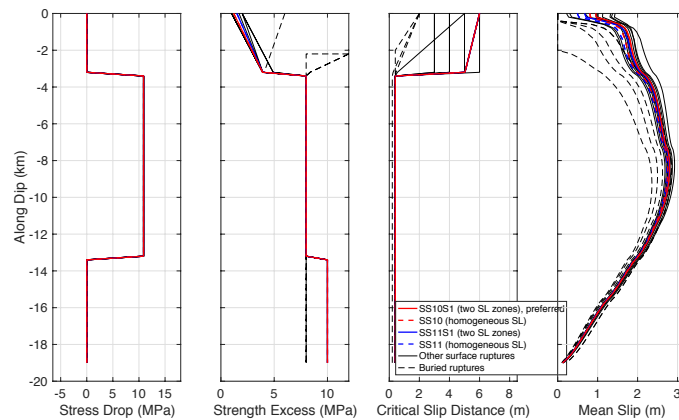 0
-2
-4
-6
-8
-10
-12
-14
-16
-18
-20
Along Dip (km)
-5 0 5 10 15
Stress Drop (MPa)
0 5 10
Strength Excess (MPa)
0 2 4 6 8
Critical Slip Distance (m)
0 1 2 3
Mean Slip (m)
SS10S1 (two SL zones), preferred
SS10 (homogeneous SL)
SS11S1 (two SL zones)
SS11 (homogeneous SL)
Other surface ruptures
Buried ruptures